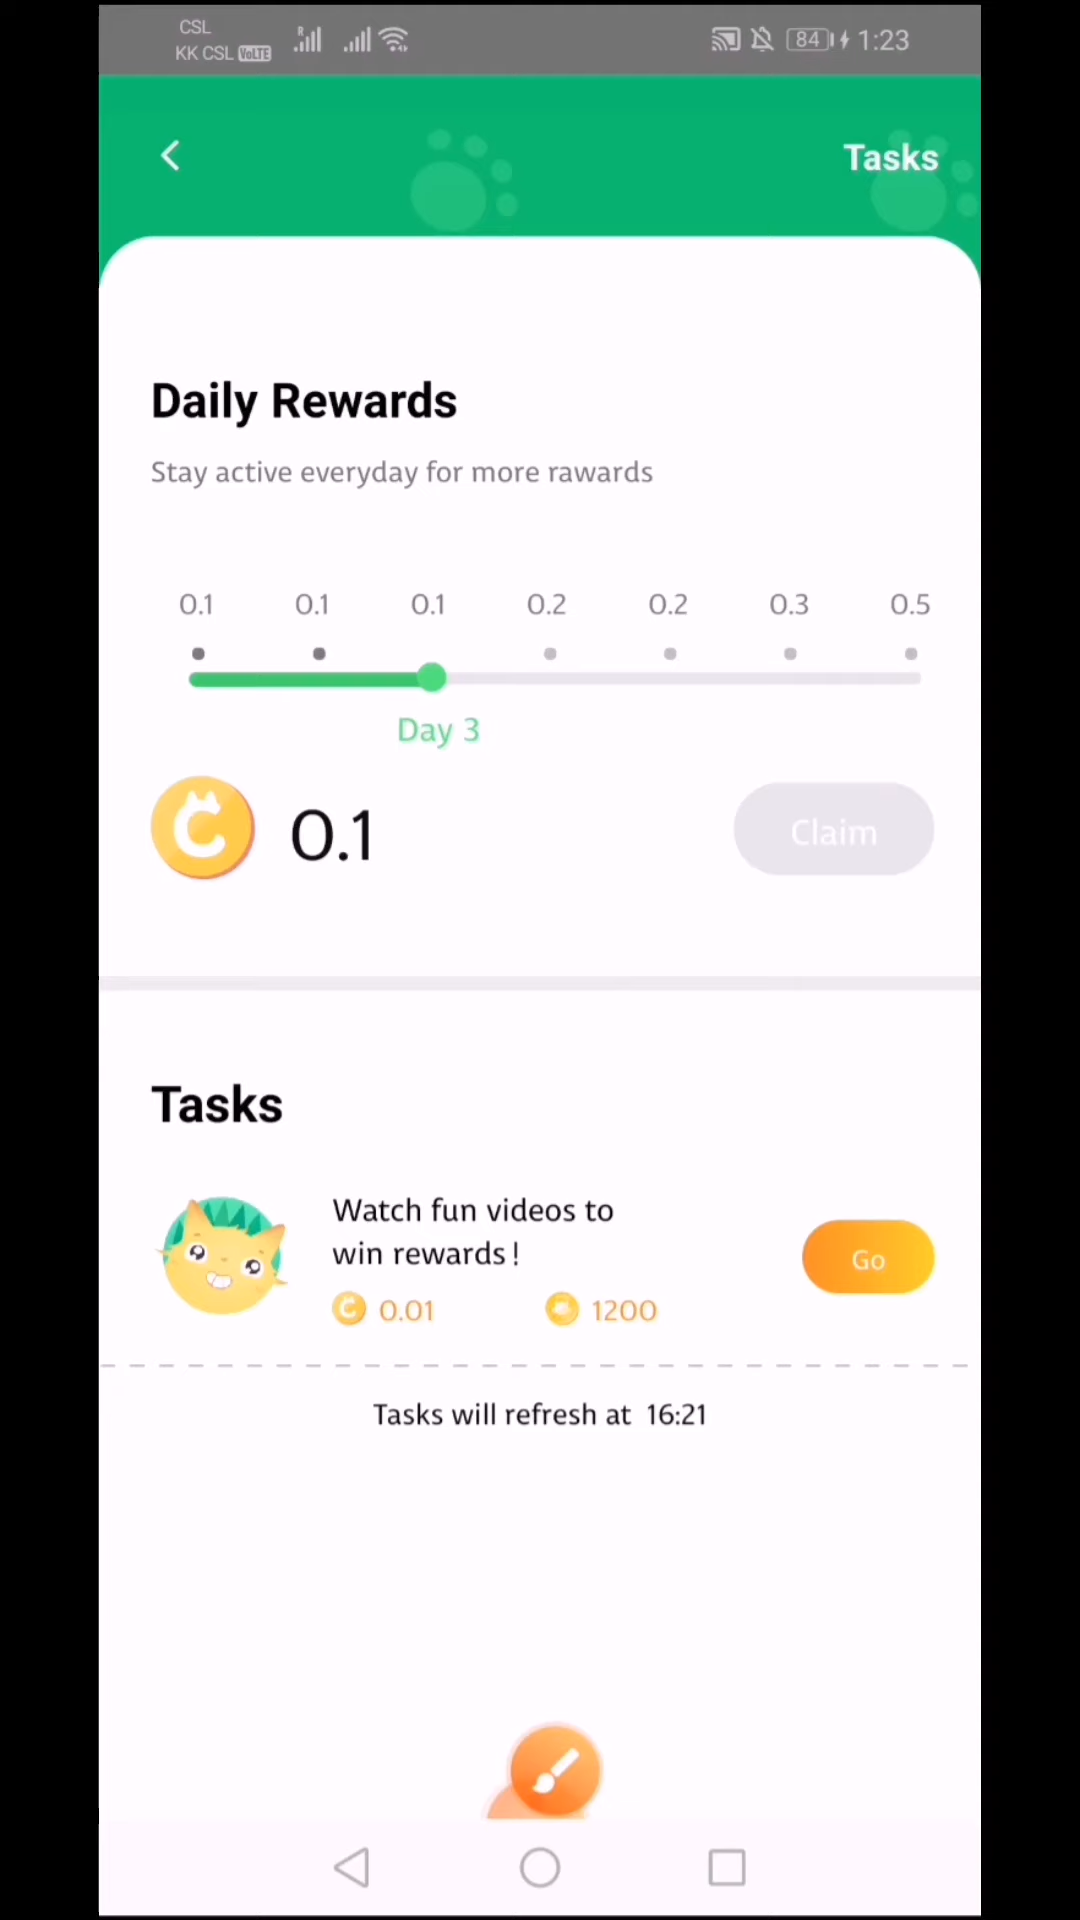 CSL
KK CSL VoLTE
R
84 1:23
Tasks
Daily Rewards
Stay active everyday for more rawards
0.1 0.1 0.1 0.2 0.2 0.3 0.5
Day 3
C 0.1 Claim
Tasks
Watch fun videos to
win rewards!
Go
C 0.01 1200
Tasks will refresh at 16:21